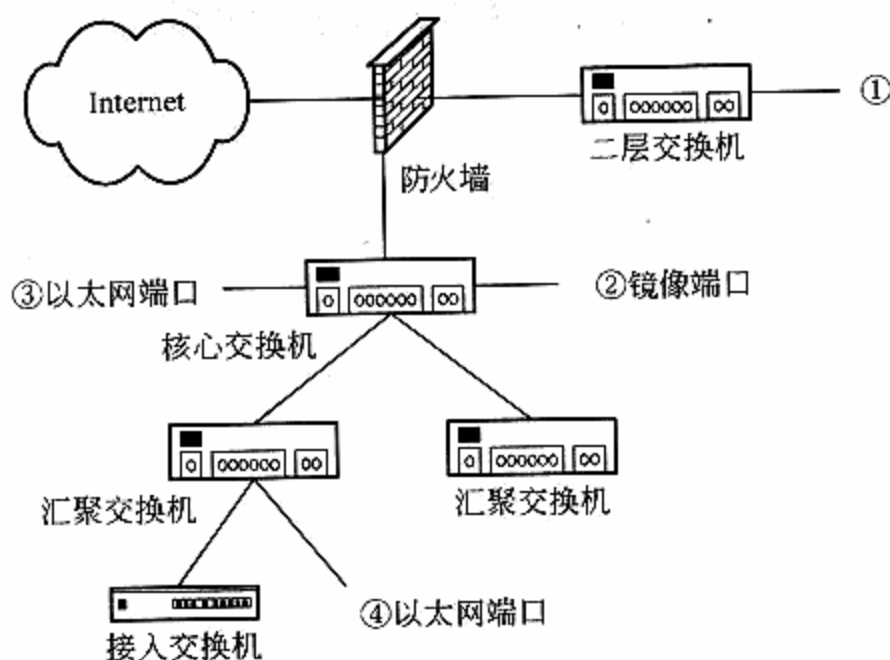 Internet
①
二层交换机
防火墙
③以太网端口
②镜像端口
核心交换机
汇聚交换机
汇聚交换机
④以太网端口
接入交换机